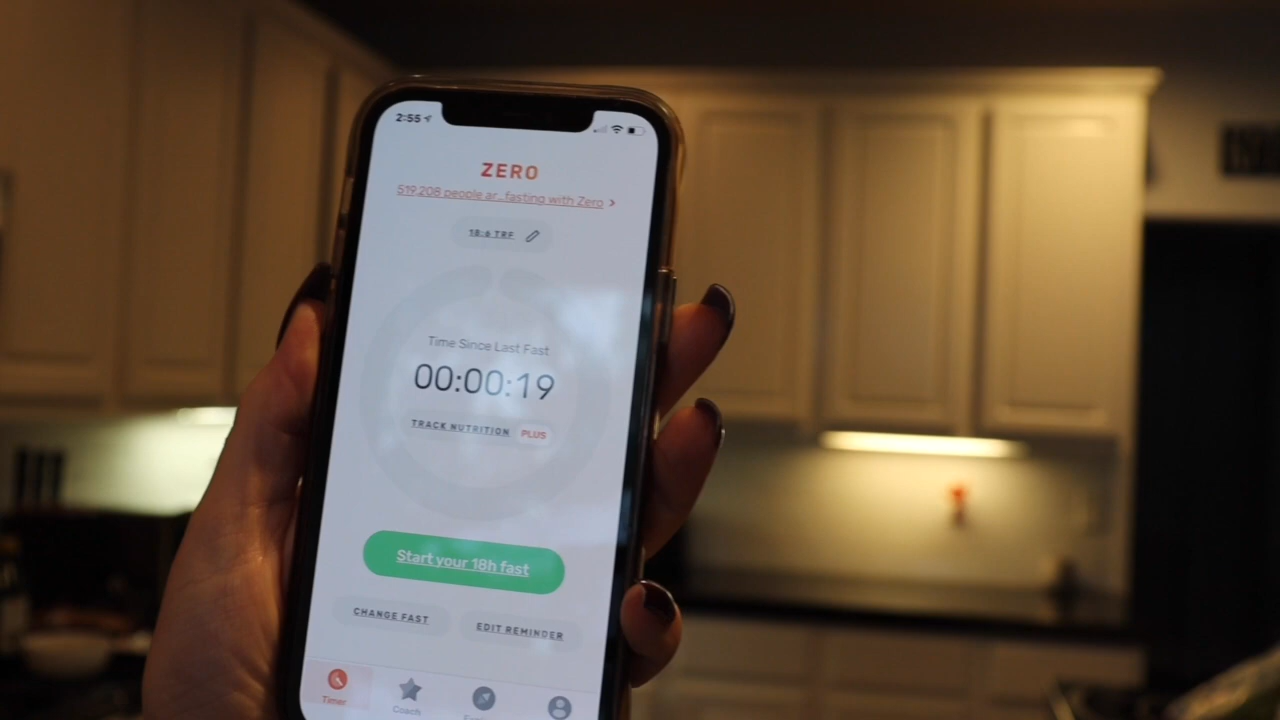 2:55
ZERO
519,208 people ar...fasting with Zero >
18:6 TRF
Time Since Last Fast
00:00:19
TRACK NUTRITION PLUS
Start your 18h fast
CHANGE FAST EDIT REMINDER
Timer Coach